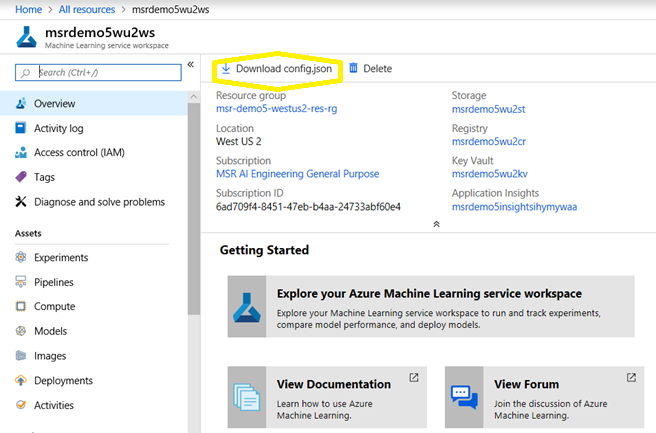 Home > All resources > msrdemo5wu2ws
msrdemo5wu2ws
Machine Learning service workspace
Search (Ctrl+/)
Overview
Activity log
Access control (IAM)
Tags
Diagnose and solve problems
Assets
Experiments
Pipelines
Compute
Models
Images
Deployments
Activities
Download config.json
Delete
Resource group
msr-demo5-westus2-res-rg
Location
West US 2
Subscription
MSR AI Engineering General Purpose
Subscription ID
6ad709f4-8451-47eb-b4aa-24733abf60e4
Storage
msrdemo5wu2st
Registry
msrdemo5wu2cr
Key Vault
msrdemo5wu2kv
Application Insights
msrdemo5insightsihymywaa
Getting Started
Explore your Azure Machine Learning service workspace
Explore your Machine Learning service workspace to run and track experiments,
compare model performance, and deploy models.
View Documentation
Learn how to use Azure
Machine Learning.
View Forum
Join the discussion of Azure
Machine Learning.